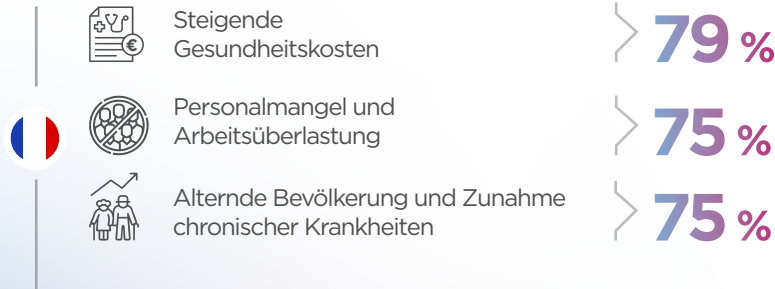 Steigende
Gesundheitskosten
79 %
Personalmangel und
Arbeitsüberlastung
75 %
Alternde Bevölkerung und Zunahme
chronischer Krankheiten
75 %